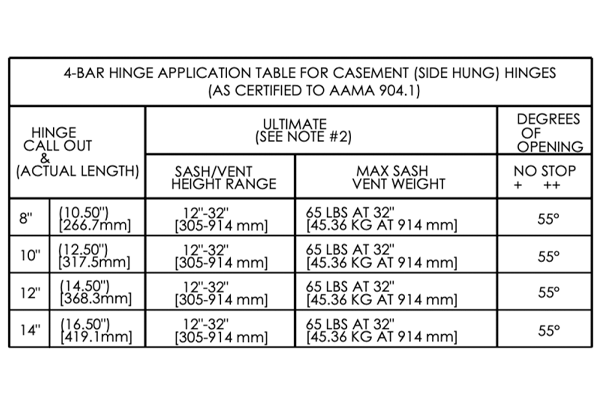 4-BAR HINGE APPLICATION TABLE FOR CASEMENT (SIDE HUNG) HINGES
(AS CERTIFIED TO AAMA 904.1)
HINGE
CALL OUT
&
(ACTUAL LENGTH)
ULTIMATE
(SEE NOTE #2)
DEGREES
OF
OPENING
SASH/VENT
HEIGHT RANGE
MAX SASH
VENT WEIGHT
NO STOP
+ ++
8" (10.50") 12"-32" 65 LBS AT 32" 55º
[266.7mm] [305-914 mm] [45.36 KG AT 914 mm]
10" (12.50") 12"-32" 65 LBS AT 32" 55º
[317.5mm] [305-914 mm] [45.36 KG AT 914 mm]
12" (14.50") 12"-32" 65 LBS AT 32" 55º
[368.3mm] [305-914 mm] [45.36 KG AT 914 mm]
14" (16.50") 12"-32" 65 LBS AT 32" 55º
[419.1mm] [305-914 mm] [45.36 KG AT 914 mm]